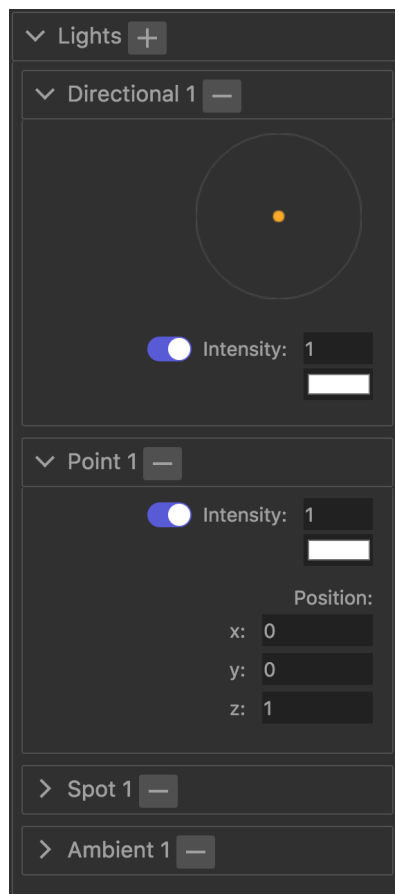 Lights
Directional 1
Intensity: 1
Point 1
Intensity: 1
Position:
x: 0
y: 0
z: 1
Spot 1
Ambient 1